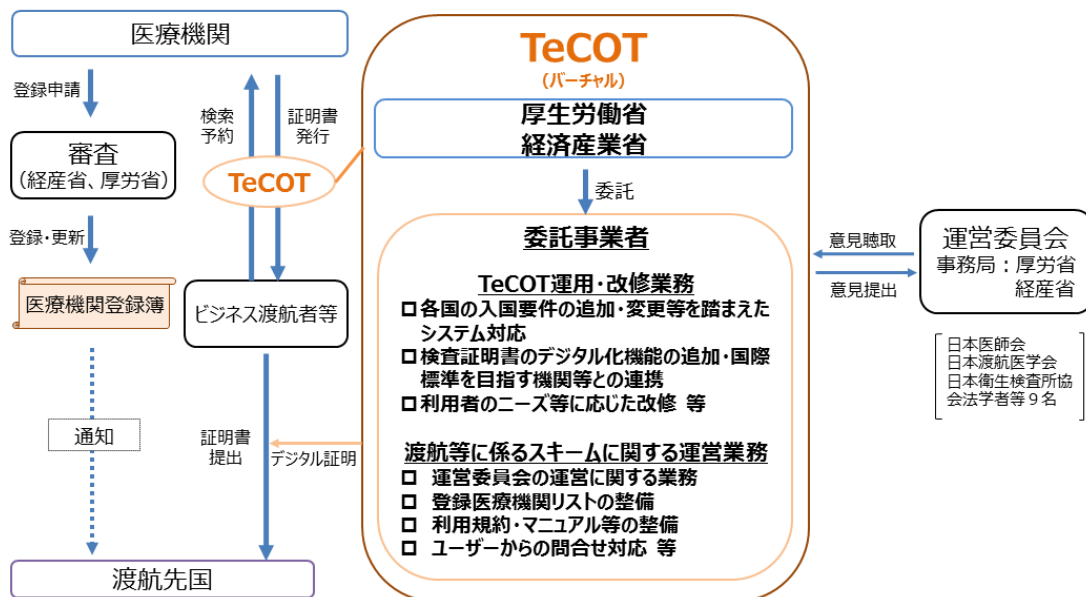 医療機関
登録申請
審査
(経産省、厚労省)
登録・更新
医療機関登録簿
通知
検索
予約
証明書
発行
TeCOT
ビジネス渡航者等
証明書
提出
デジタル証明
渡航先国
TeCOT
(バーチャル)
厚生労働省
経済産業省
委託
委託事業者
TeCOT運用・改修業務
□各国の入国要件の追加・変更等を踏まえた
システム対応
□検査証明書のデジタル化機能の追加・国際
標準を目指す機関等との連携
□利用者のニーズ等に応じた改修 等
渡航等に係るスキームに関する運営業務
□ 運営委員会の運営に関する業務
□ 登録医療機関リストの整備
□ 利用規約・マニュアル等の整備
□ ユーザーからの問合せ対応 等
意見聴取
意見提出
運営委員会
事務局：厚労省
経産省
日本医師会
日本渡航医学会
日本衛生検査所協
会法学者等９名